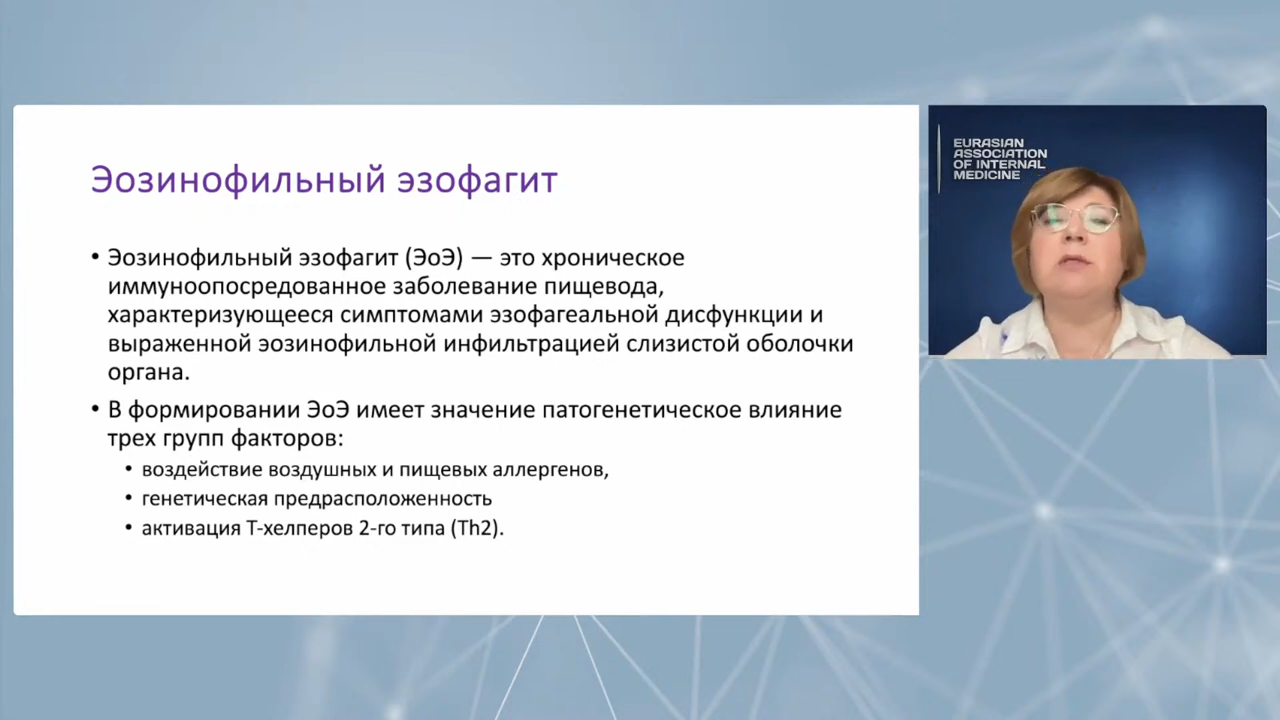 Эозинофильный эзофагит
• Эозинофильный эзофагит (ЭоЭ) — это хроническое
иммуноопосредованное заболевание пищевода,
характеризующееся симптомами эзофагеальной дисфункции и
выраженной эозинофильной инфильтрацией слизистой оболочки
органа.
• В формировании ЭоЭ имеет значение патогенетическое влияние
трех групп факторов:
• воздействие воздушных и пищевых аллергенов,
• генетическая предрасположенность
• активация Т-хелперов 2-го типа (Th2).
EURASIAN
ASSOCIATION
OF INTERNAL
MEDICINE